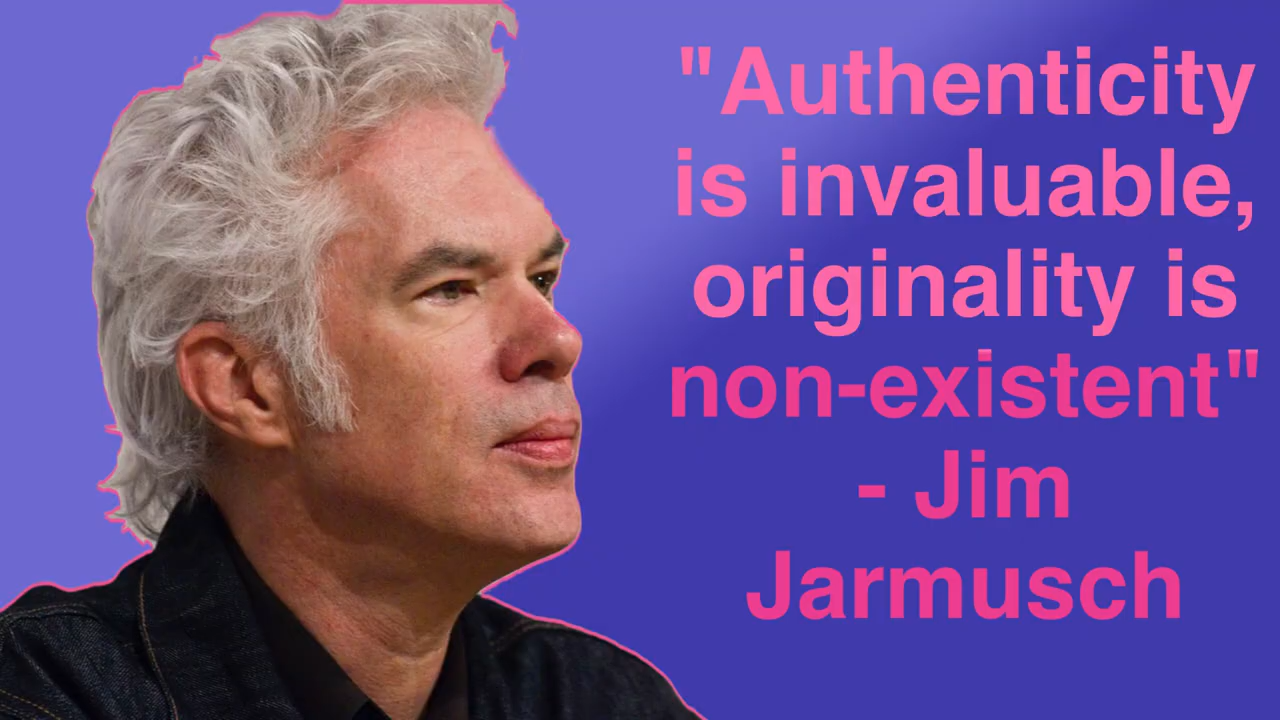 "Authenticity
is invaluable,
originality is
non-existent"
- Jim
Jarmusch